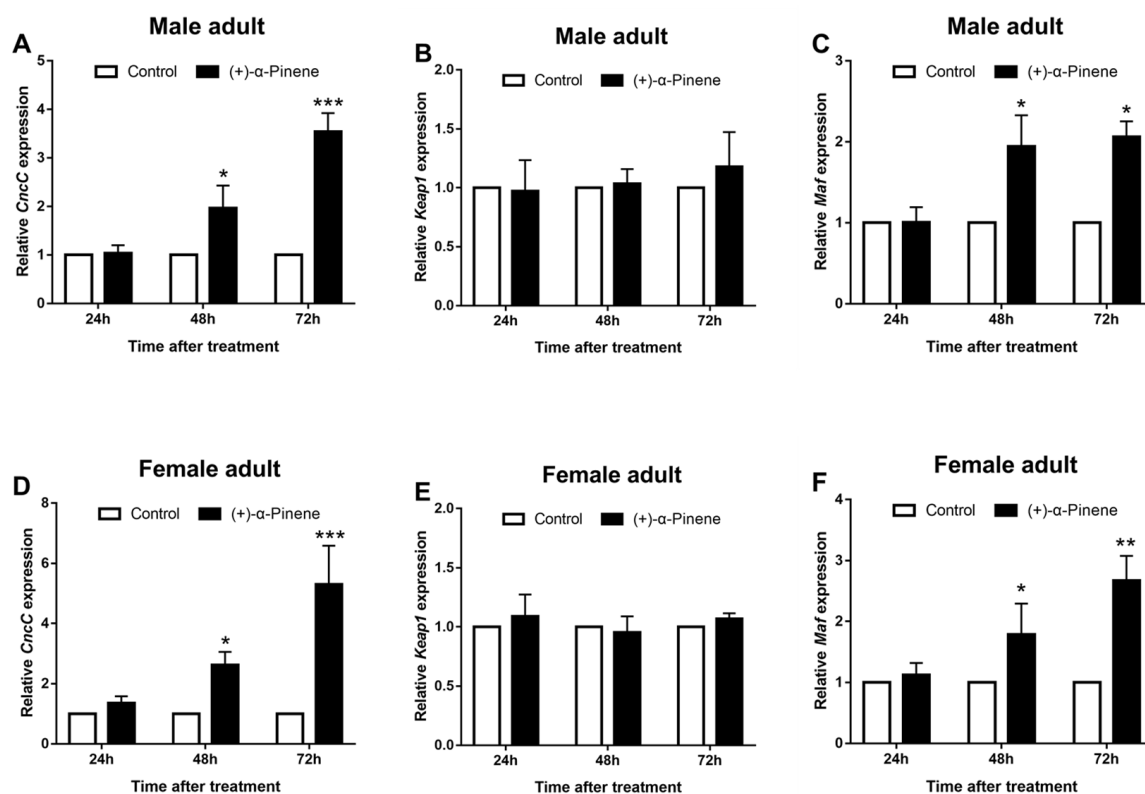 A
Male adult
Control (+)-α-Pinene
Relative CncC expression
5
4
3
2
1
0
*
***
24h 48h 72h
Time after treatment
B
Male adult
Control (+)-α-Pinene
Relative Keap1 expression
2.0
1.5
1.0
0.5
0.0
24h 48h 72h
Time after treatment
C
Male adult
Control (+)-α-Pinene
Relative Maf expression
3
2
1
0
*
*
24h 48h 72h
Time after treatment
D
Female adult
Control (+)-α-Pinene
Relative CncC expression
8
6
4
2
0
*
***
24h 48h 72h
Time after treatment
E
Female adult
Control (+)-α-Pinene
Relative Keap1 expression
2.0
1.5
1.0
0.5
0.0
24h 48h 72h
Time after treatment
F
Female adult
Control (+)-α-Pinene
Relative Maf expression
4
3
2
1
0
*
**
24h 48h 72h
Time after treatment